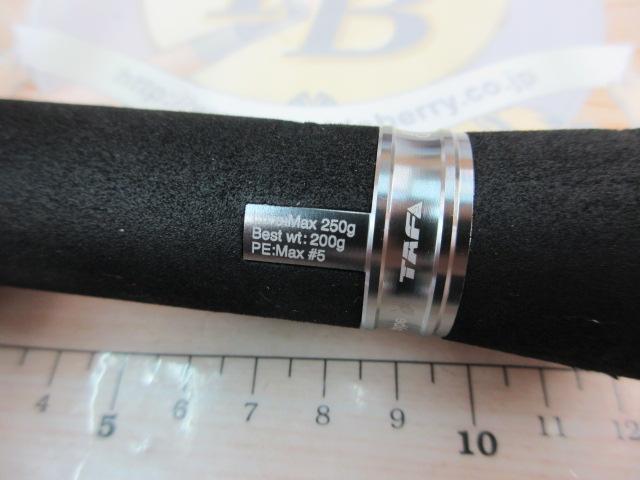 B
berry.co.jp
Max 250g
Best wt: 200g
PE:Max #5
TAF
4 5 6 7 8 9 10 11 12